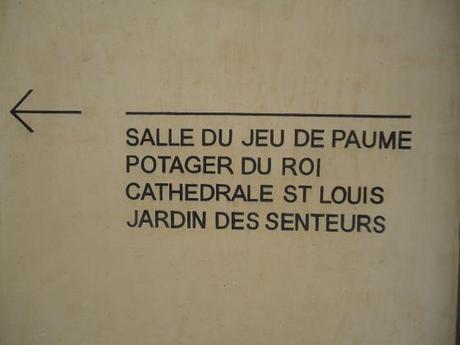 SALLE DU JEU DE PAUME
POTAGER DU ROI
CATHEDRALE ST LOUIS
JARDIN DES SENTEURS